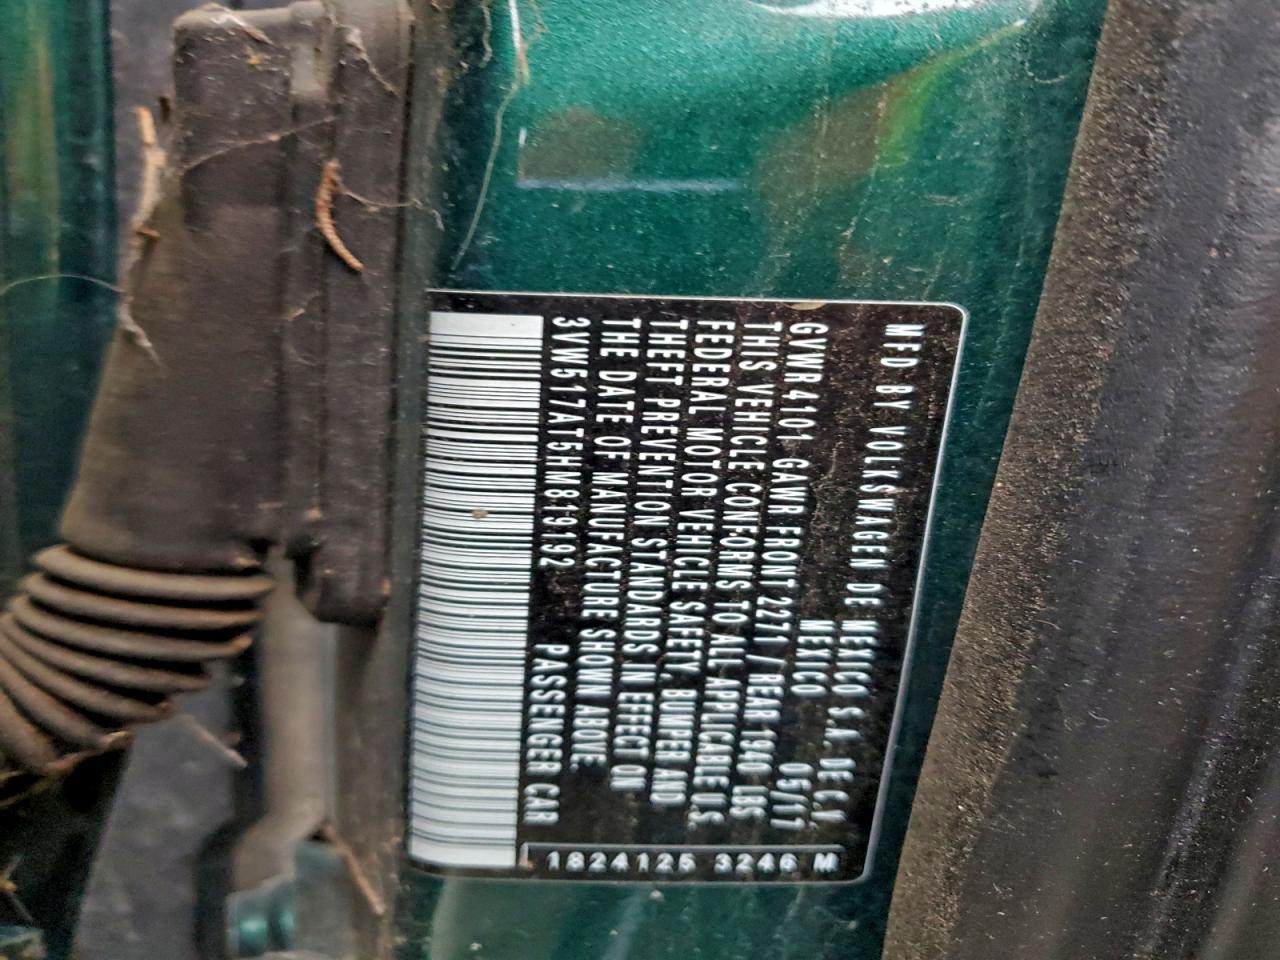 MFD BY VOLKSWAGEN DE MEXICO S.A. DE C.V.
MEXICO 05/17
GVWR 4101 GAWR FRONT 2271 / REAR 1940 LBS
THIS VEHICLE CONFORMS TO ALL APPLICABLE U.S.
FEDERAL MOTOR VEHICLE SAFETY, BUMPER AND
THEFT PREVENTION STANDARDS IN EFFECT ON
THE DATE OF MANUFACTURE SHOWN ABOVE
3VW517AT5HM819192 PASSENGER CAR
1824125 3246 M